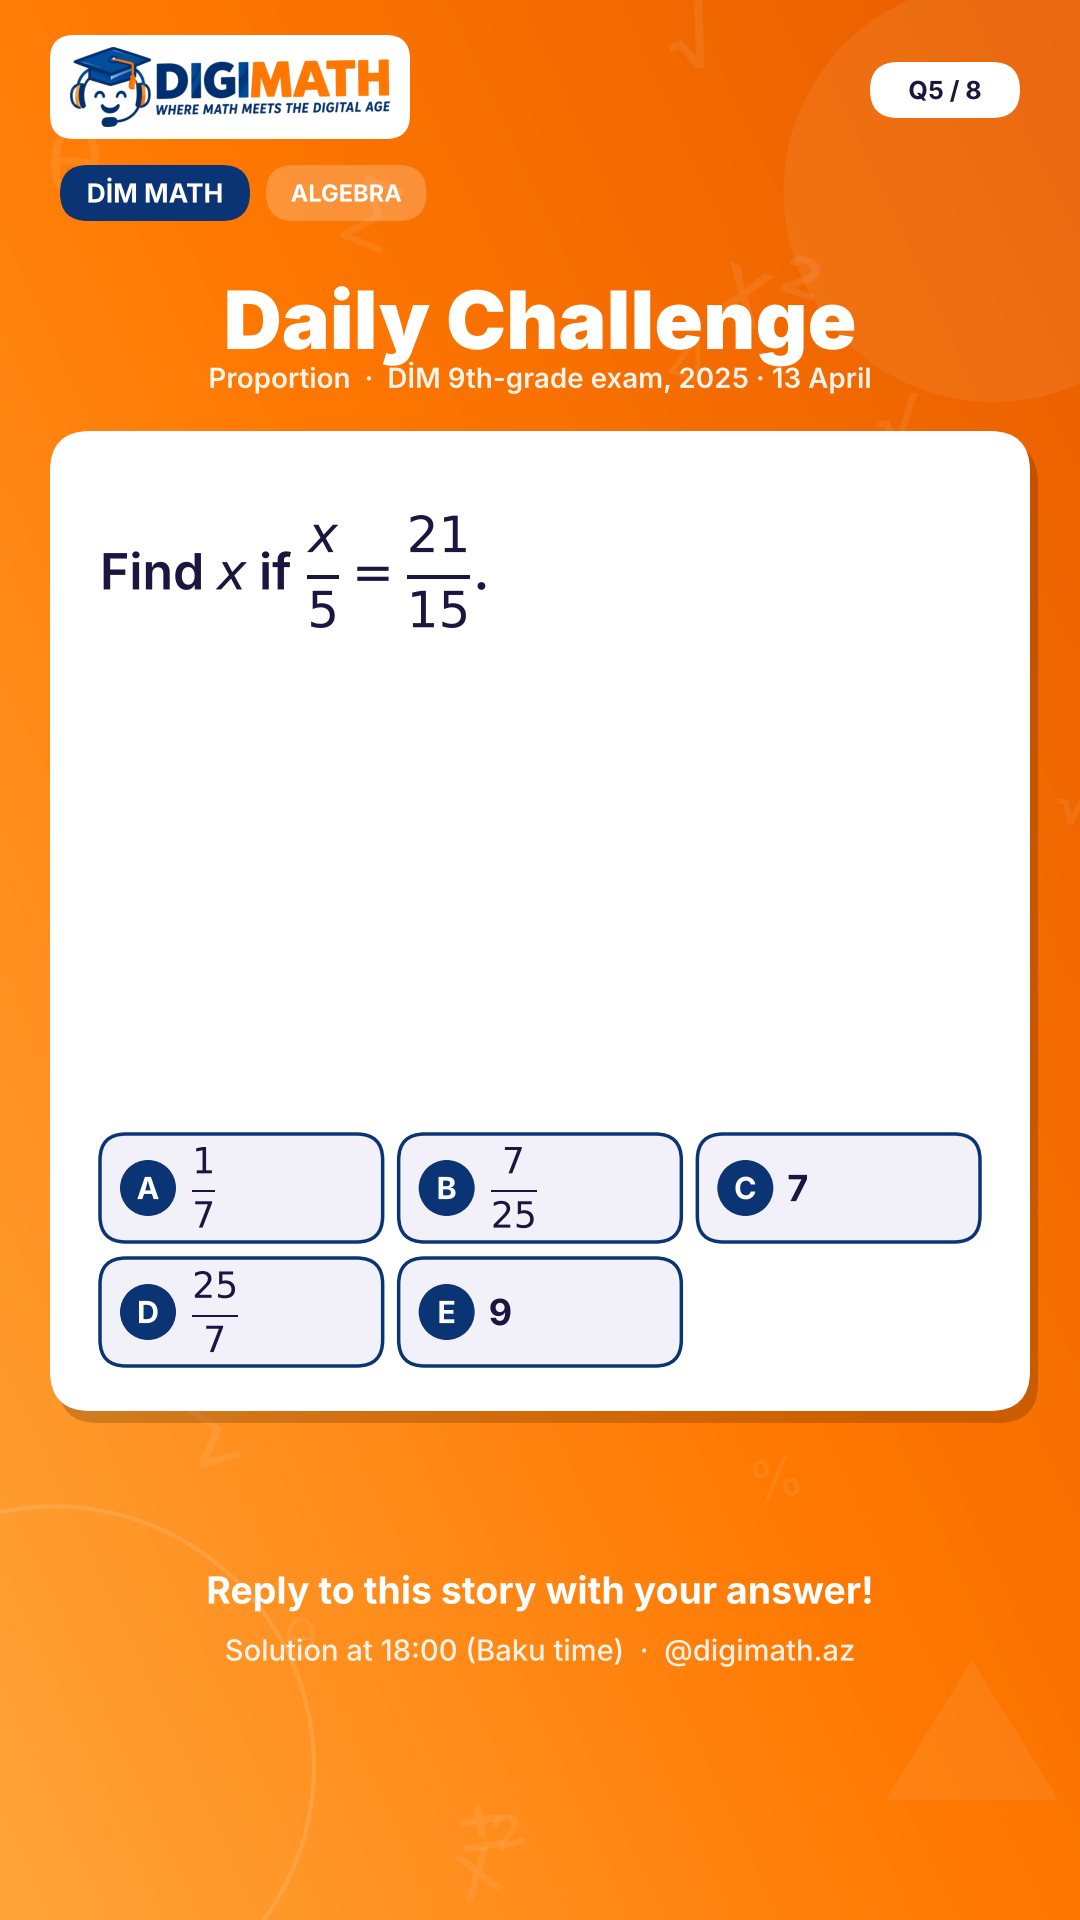 DIGIMATH
WHERE MATH MEETS THE DIGITAL AGE
Q5 / 8
DİM MATH
ALGEBRA
Daily Challenge
Proportion · DİM 9th-grade exam, 2025 · 13 April
Find x if x/5 = 21/15.
A 1/7
B 7/25
C 7
D 25/7
E 9
Reply to this story with your answer!
Solution at 18:00 (Baku time) · @digimath.az